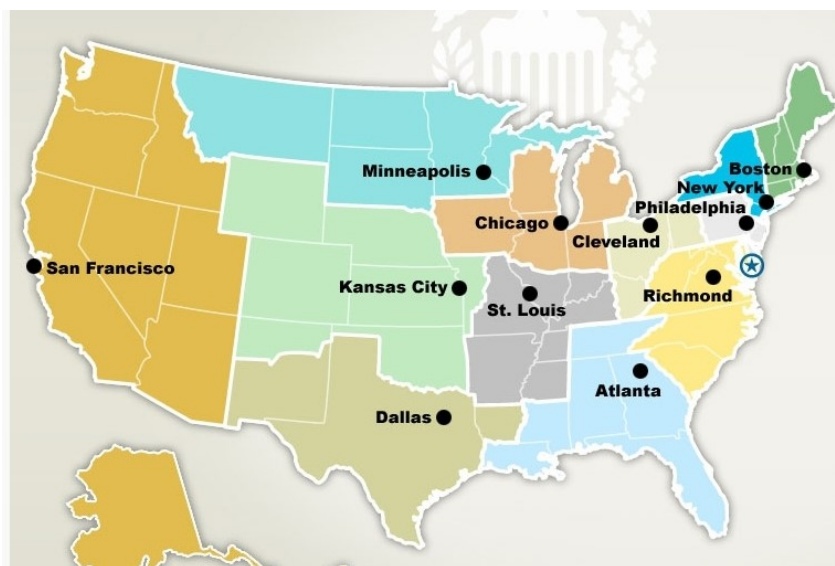 Minneapolis
Boston
New York
Philadelphia
Chicago
Cleveland
San Francisco
Kansas City
Richmond
St. Louis
Atlanta
Dallas